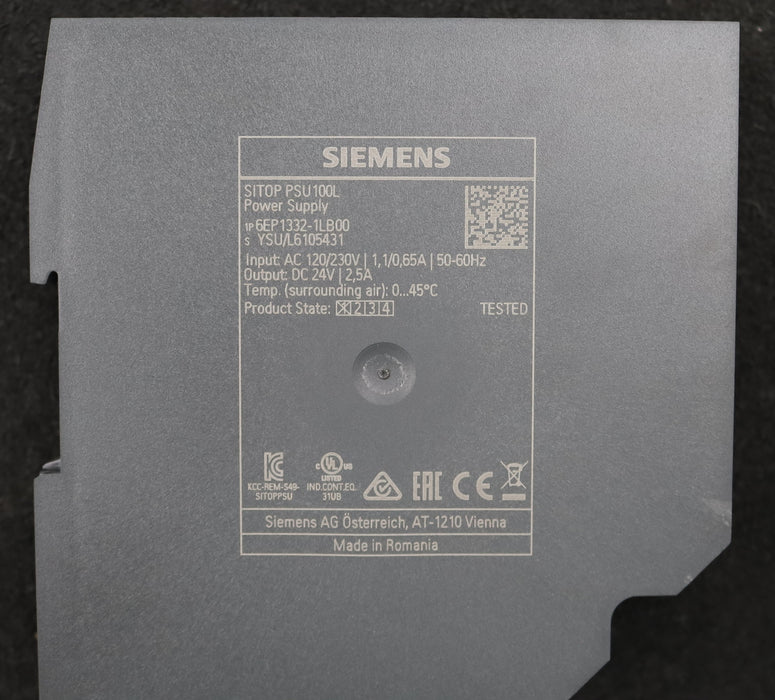 SIEMENS
SITOP PSU100L
Power Supply
1P 6EP1332-1LB00
S YSU/L6105431
Input: AC 120/230V | 1,1/0,65A | 50-60Hz
Output: DC 24V | 2,5A
Temp. (surrounding air): 0...45°C
Product State: X 2 3 4 TESTED
KCC-REM-S49-
SITOPPSU
c UL US
LISTED
IND.CONT.EQ.
31UB
EAC
CE
Siemens AG Österreich, AT-1210 Vienna
Made in Romania